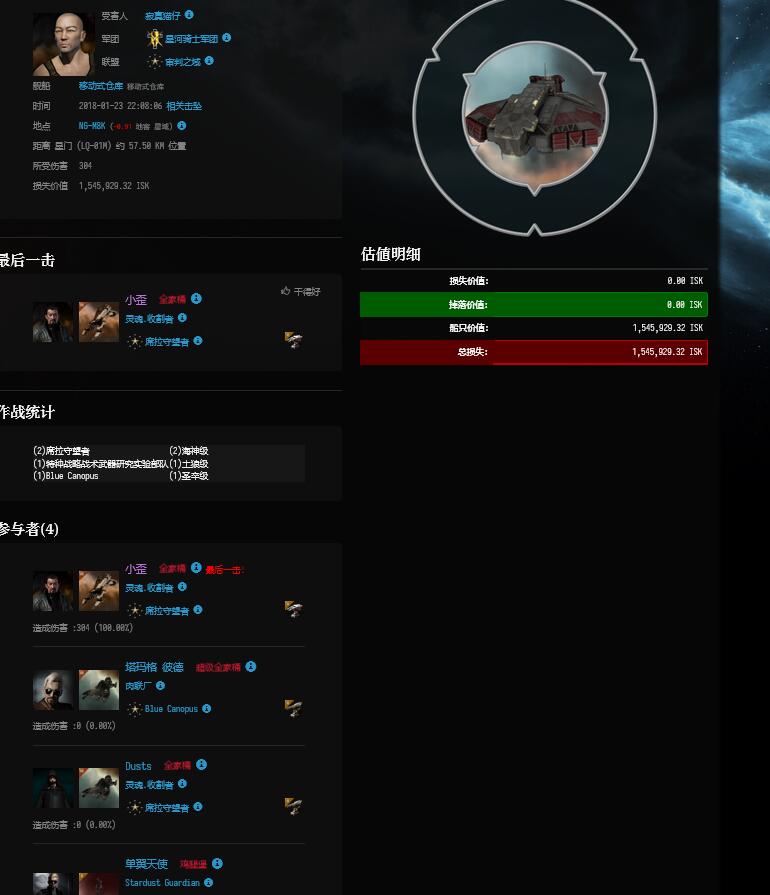 受害人 寂寞猫仔
军团 星河骑士军团
联盟 审判之域
舰船 移动式仓库 移动式仓库
时间 2018-01-23 22:08:06 相关击坠
地点 NG-M8K (-0.91 地窖 星域)
距离 星门 (LQ-01M) 约 57.50 KM 位置
所受伤害 304
损失价值 1,545,929.32 ISK
估值明细
损失价值: 0.00 ISK
掉落价值: 0.00 ISK
船只价值: 1,545,929.32 ISK
总损失: 1,545,929.32 ISK
最后一击
小歪 全家桶 干得好
灵魂.收割者
席拉守望者
作战统计
(2)席拉守望者 (2)海神级
(1)特种战略战术武器研究实验部队 (1)土狼级
(1)Blue Canopus (1)圣卒级
参与者(4)
小歪 全家桶 最后一击:
灵魂.收割者
席拉守望者
造成伤害 :304 (100.00%)
塔玛格 彼德 超级全家桶
肉联厂
Blue Canopus
造成伤害 :0 (0.00%)
Dusts 全家桶
灵魂.收割者
席拉守望者
造成伤害 :0 (0.00%)
单翼天使 鸡腿堡
Stardust Guardian